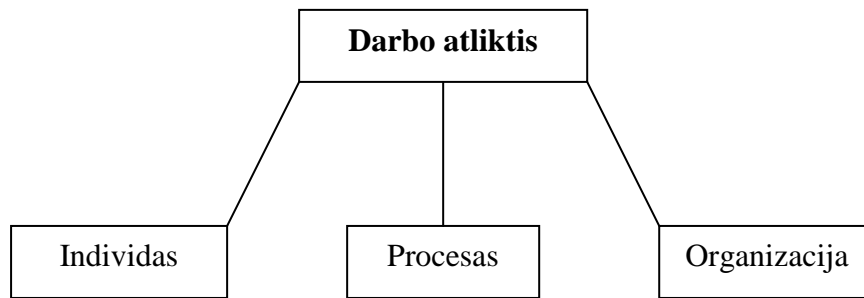 Darbo atliktis
Individas
Procesas
Organizacija